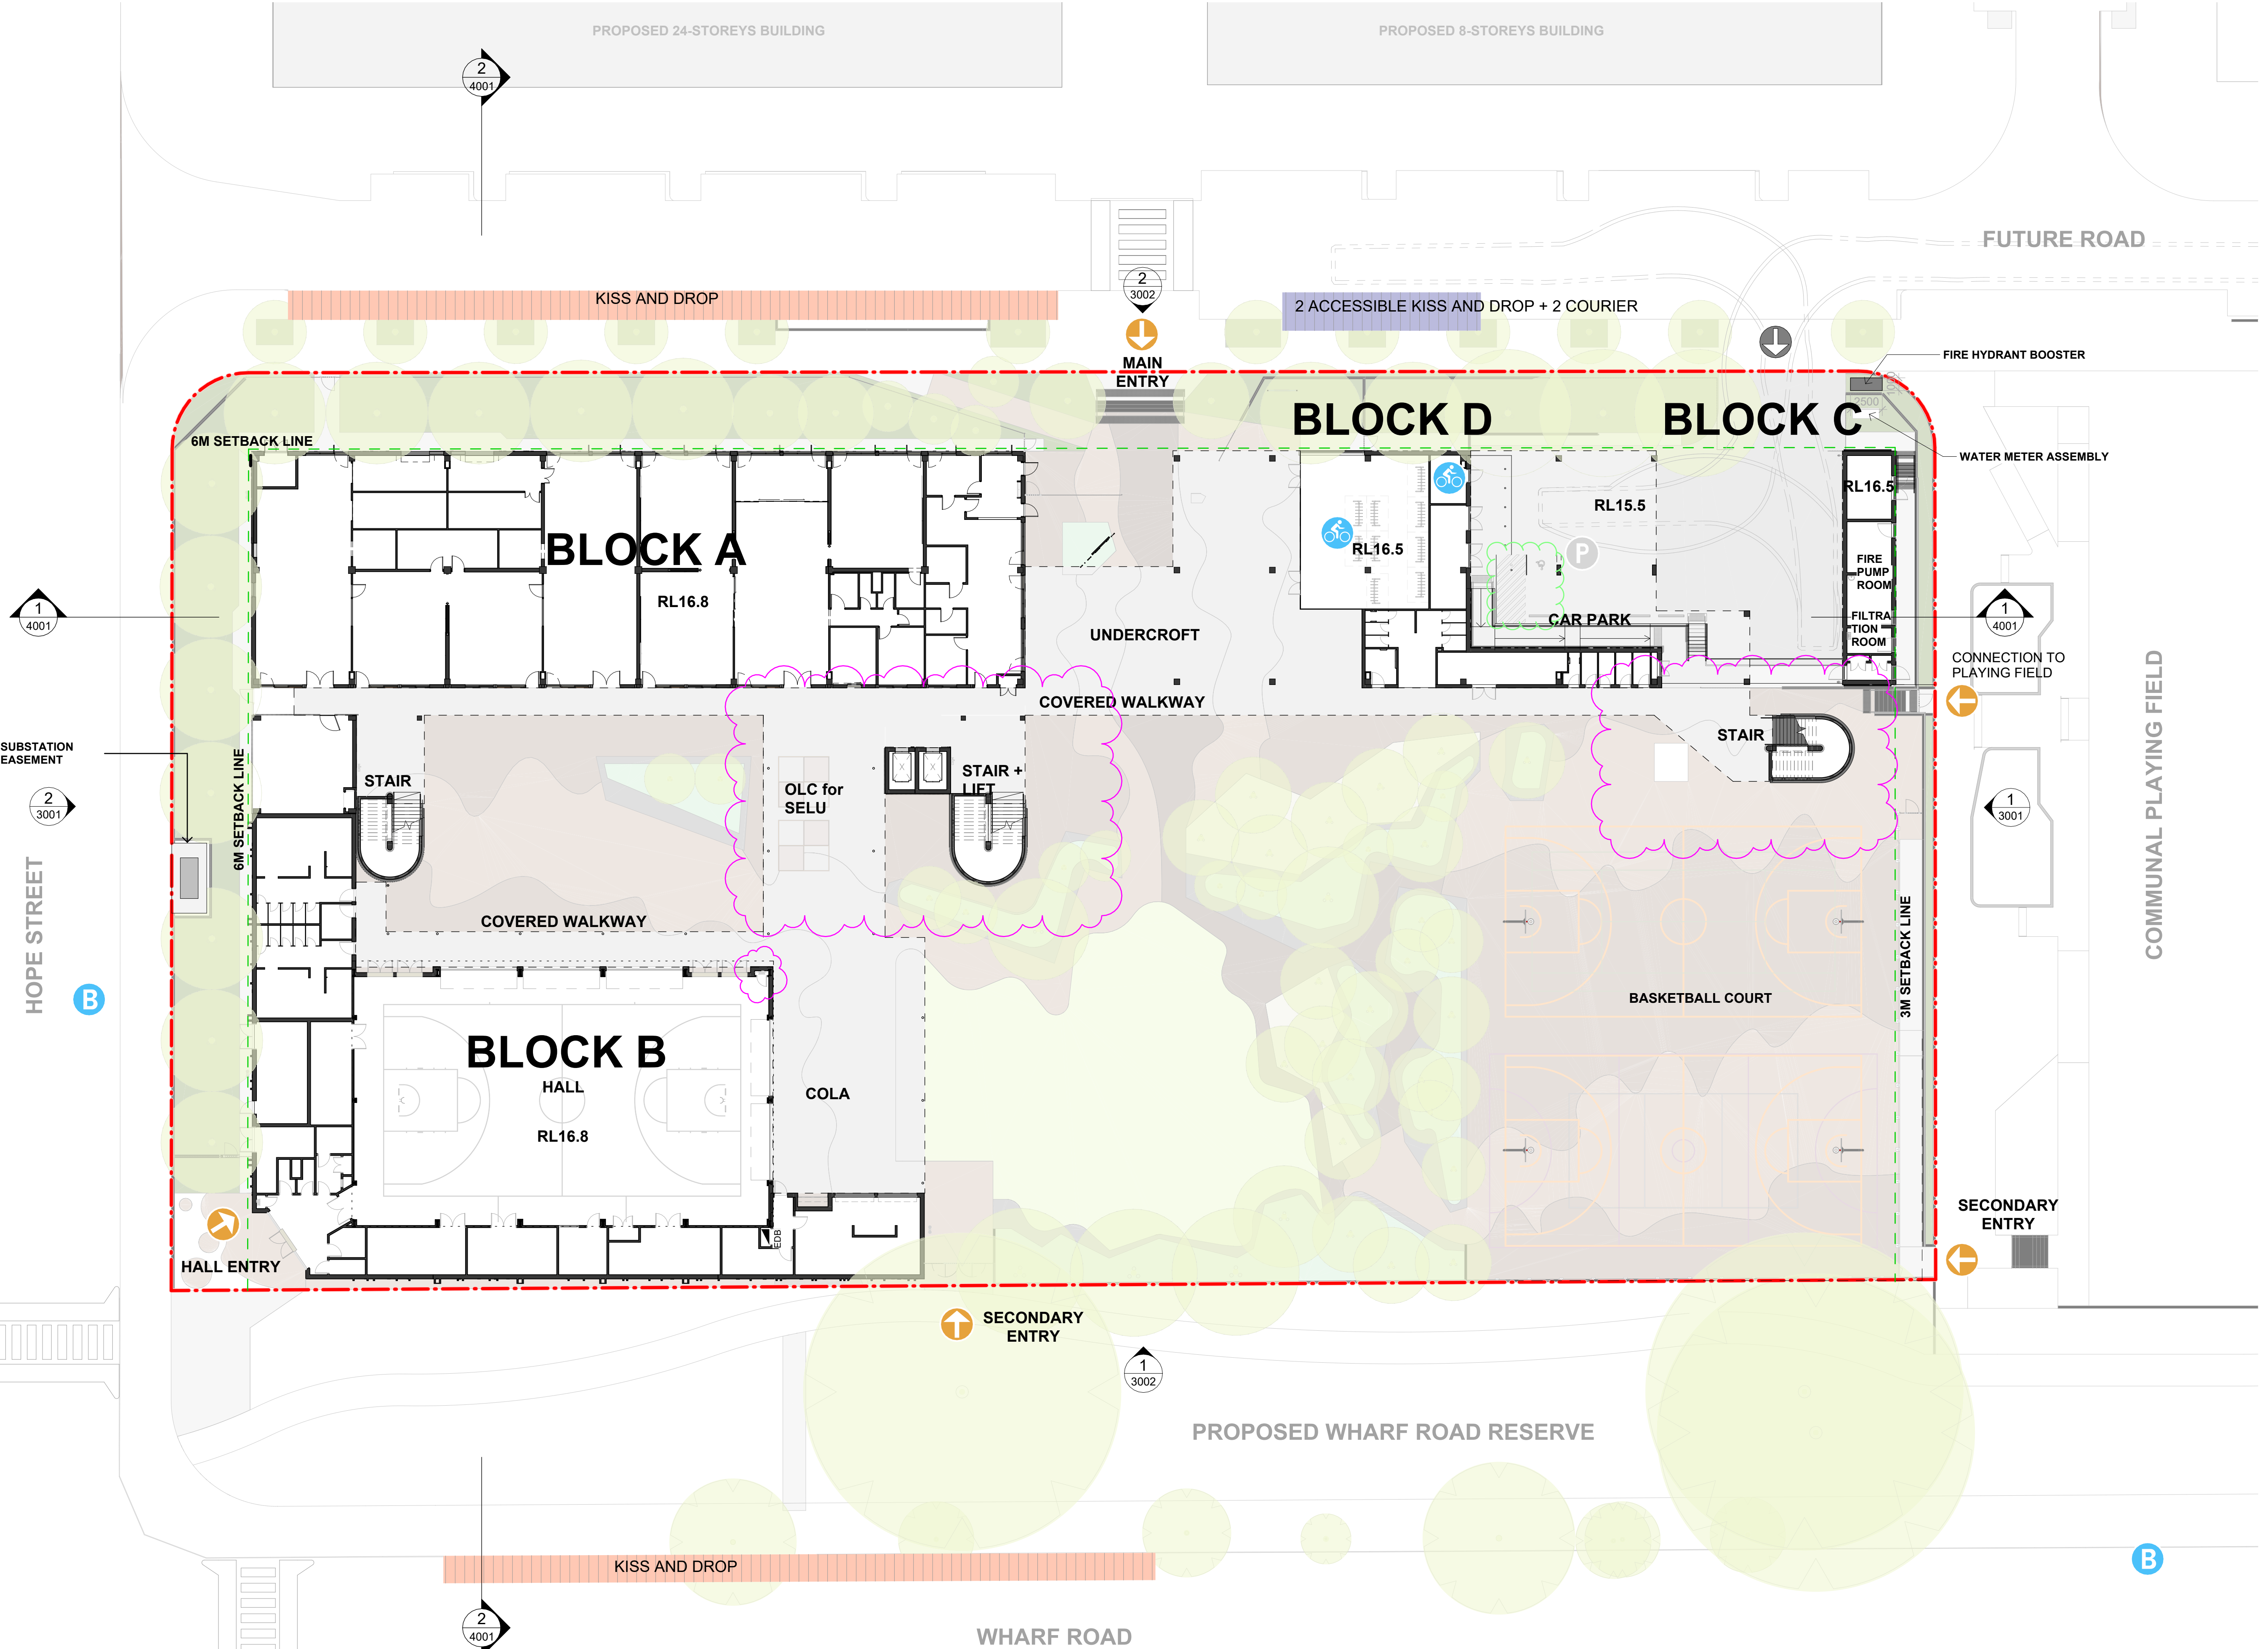 PROPOSED 24-STOREYS BUILDING
PROPOSED 8-STOREYS BUILDING
2
4001
FUTURE ROAD
KISS AND DROP
2
3002
2 ACCESSIBLE KISS AND DROP + 2 COURIER
MAIN
ENTRY
FIRE HYDRANT BOOSTER
2500
BLOCK D
BLOCK C
6M SETBACK LINE
WATER METER ASSEMBLY
RL16.5
RL15.5
BLOCK A
RL16.5
P
FIRE
PUMP
ROOM
RL16.8
1
4001
CAR PARK
FILTRA
TION
ROOM
1
4001
UNDERCROFT
CONNECTION TO
PLAYING FIELD
COVERED WALKWAY
SUBSTATION
EASEMENT
STAIR
STAIR
STAIR +
LIFT
OLC for
SELU
2
3001
1
3001
6M SETBACK LINE
COMMUNAL PLAYING FIELD
HOPE STREET
COVERED WALKWAY
3M SETBACK LINE
B
BASKETBALL COURT
BLOCK B
HALL
COLA
RL16.8
SECONDARY
ENTRY
EDB
HALL ENTRY
SECONDARY
ENTRY
1
3002
PROPOSED WHARF ROAD RESERVE
KISS AND DROP
B
2
4001
WHARF ROAD